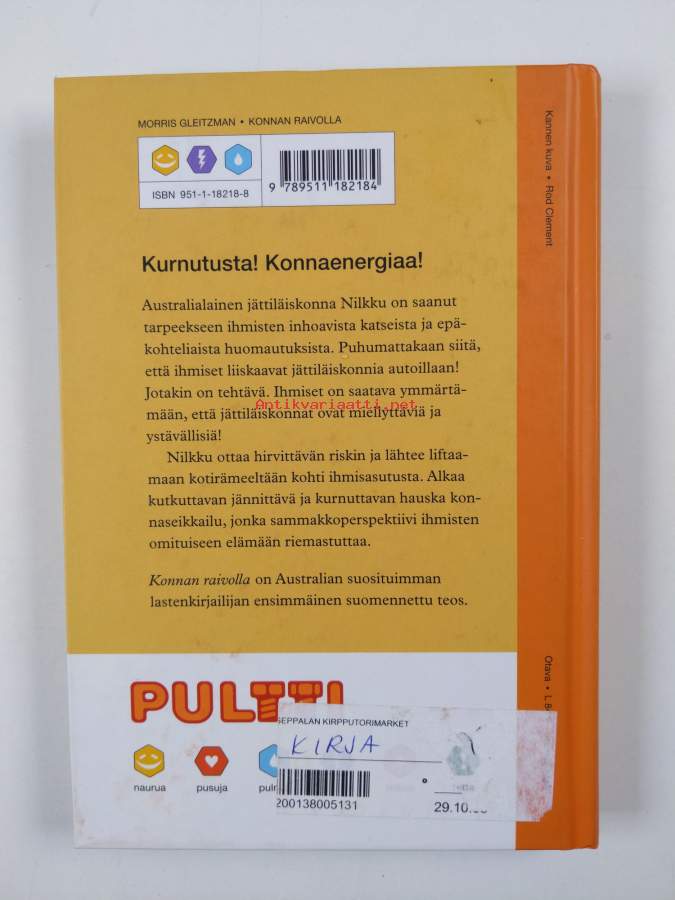 MORRIS GLEITZMAN • KONNAN RAIVOLLA
ISBN 951-1-18218-8
9 789511 182184
Kurnutusta! Konnaenergiaa!
Australialainen jättiläiskonna Nilkku on saanut
tarpeekseen ihmisten inhoavista katseista ja epä-
kohteliaista huomautuksista. Puhumattakaan siitä,
että ihmiset liiskaavat jättiläiskonnia autoillaan!
Jotakin on tehtävä. Ihmiset on saatava ymmärtä-
Antikvariaatti.net
mään, että jättiläiskonnat ovat miellyttäviä ja
ystävällisiä!
Nilkku ottaa hirvittävän riskin ja lähtee liftaa-
maan kotirämeeltään kohti ihmisasutusta. Alkaa
kutkuttavan jännittävä ja kurnuttavan hauska kon-
naseikkailu, jonka sammakkoperspektiivi ihmisten
omituiseen elämään riemastuttaa.
Konnan raivolla on Australian suosituimman
lastenkirjailijan ensimmäinen suomennettu teos.
PULTTI
naurua
pusuja
SEPPALAN KIRPPUTORIMARKET
KIRJA
200138005131
29.10.
Kannen kuva • Rod Clement
Otava •